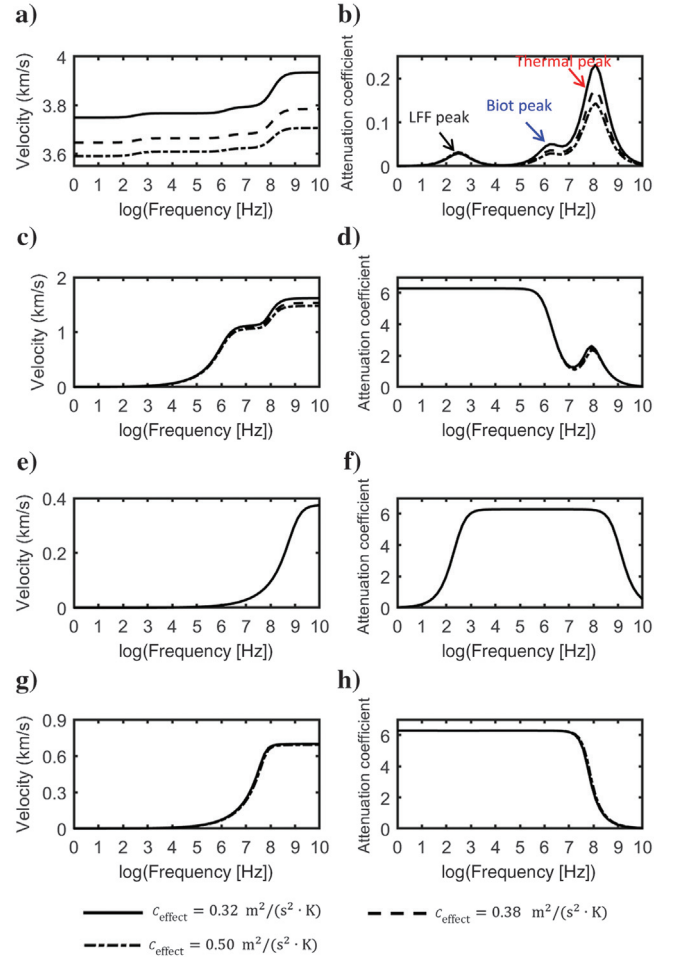 a)
b)
Velocity (km/s)
4
3.8
3.6
0 1 2 3 4 5 6 7 8 9 10
log(Frequency [Hz])
Attenuation coefficient
0.2
0.1
0
Thermal peak
Biot peak
LFF peak
0 1 2 3 4 5 6 7 8 9 10
log(Frequency [Hz])
c)
d)
Velocity (km/s)
2
1
0
0 1 2 3 4 5 6 7 8 9 10
log(Frequency [Hz])
Attenuation coefficient
6
4
2
0
0 1 2 3 4 5 6 7 8 9 10
log(Frequency [Hz])
e)
f)
Velocity (km/s)
0.4
0.2
0
0 1 2 3 4 5 6 7 8 9 10
log(Frequency [Hz])
Attenuation coefficient
6
4
2
0
0 1 2 3 4 5 6 7 8 9 10
log(Frequency [Hz])
g)
h)
Velocity (km/s)
0.9
0.6
0.3
0
0 1 2 3 4 5 6 7 8 9 10
log(Frequency [Hz])
Attenuation coefficient
6
4
2
0
0 1 2 3 4 5 6 7 8 9 10
log(Frequency [Hz])
C_effect = 0.32 m²/(s² · K)
C_effect = 0.38 m²/(s² · K)
C_effect = 0.50 m²/(s² · K)